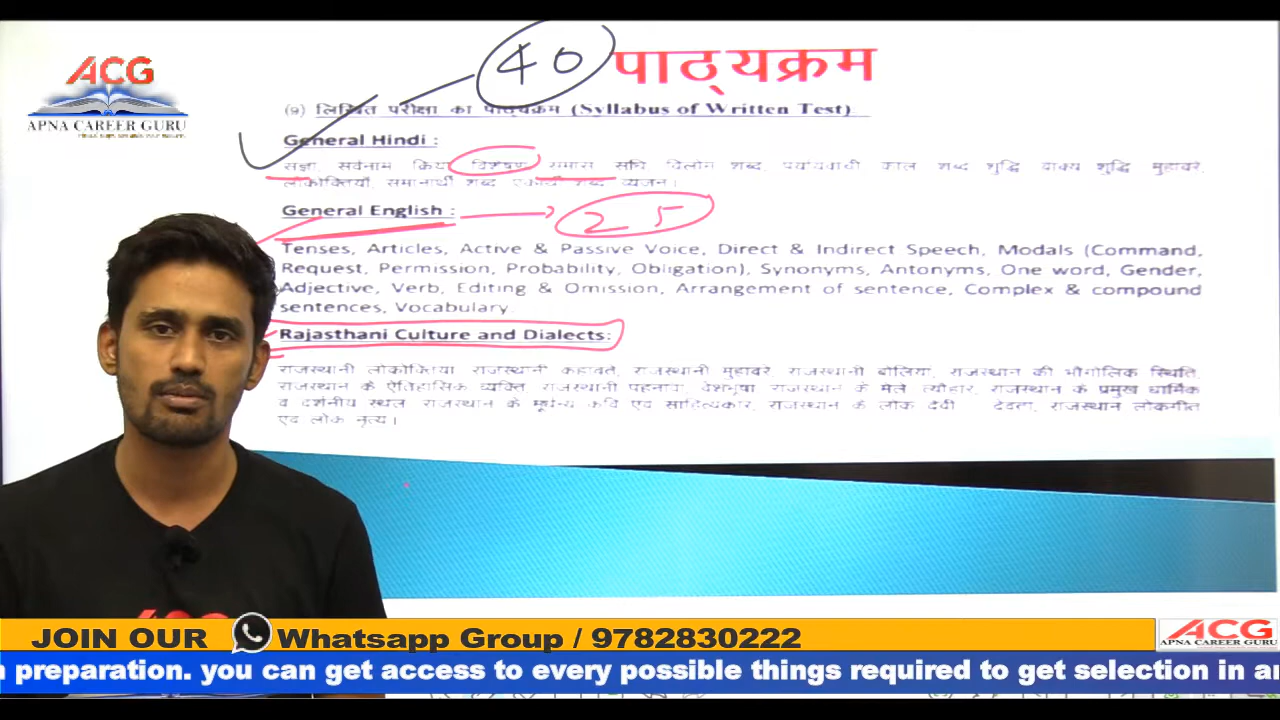 ACG
APNA CAREER GURU
40
पाठ्यक्रम
(9) लिखित परीक्षा का पाठ्यक्रम (Syllabus of Written Test)
General Hindi :
संज्ञा सर्वनाम क्रिया विशेषण समास संधि विलोम शब्द पर्यायवाची काल शब्द शुद्धि वाक्य शुद्धि मुहावरे
लोकोक्तियाँ, समानार्थी शब्द एकार्थी शब्द व्यंजन।
General English :
25
Tenses, Articles, Active & Passive Voice, Direct & Indirect Speech, Modals (Command,
Request, Permission, Probability, Obligation), Synonyms, Antonyms, One word, Gender,
Adjective, Verb, Editing & Omission, Arrangement of sentence, Complex & compound
sentences, Vocabulary.
Rajasthani Culture and Dialects:
राजस्थानी लोकोक्तियां राजस्थानी कहावतें, राजस्थानी मुहावरे, राजस्थानी बोलियां, राजस्थान की भौगोलिक स्थिति,
राजस्थान के ऐतिहासिक व्यक्ति, राजस्थानी पहनावा, वेशभूषा राजस्थान के मेले त्यौहार, राजस्थान के प्रमुख धार्मिक
व दर्शनीय स्थल राजस्थान के मूर्धन्य कवि एवं साहित्यकार, राजस्थान के लोक देवी देवता, राजस्थान लोकगीत
एवं लोक नृत्य।
JOIN OUR Whatsapp Group / 9782830222
ACG
APNA CAREER GURU
preparation. you can get access to every possible things required to get selection in